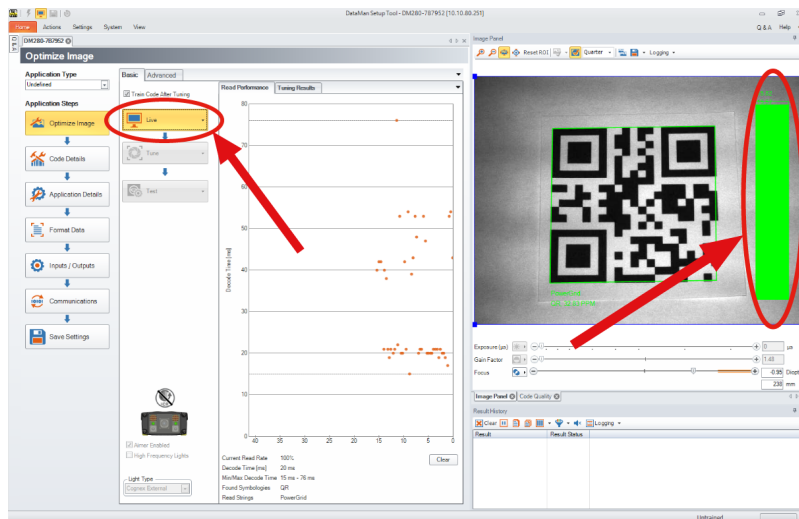 DataMan Setup Tool - DM280-787952 [10.10.80.251]
Home Actions Settings System View
Q & A Help
DM280-787952
Image Panel
Optimize Image
Reset ROI
Quarter
Logging
Application Type
Undefined
Application Steps
Optimize Image
Code Details
Application Details
Format Data
Inputs / Outputs
Communications
Save Settings
Basic Advanced
Train Code After Tuning
Live
Tune
Test
Aimer Enabled
High Frequency Lights
Light Type
Cognex External
Read Performance Tuning Results
Decode Time [ms]
80
70
60
50
40
30
20
10
0
40 35 30 25 20 15 10 5 0
Current Read Rate 100%
Clear
Decode Time [ms] 20 ms
Min/Max Decode Time 15 ms - 76 ms
Found Symbologies QR
Read Strings PowerGrid
Exposure (µs) 0 µs
Gain Factor 1.48
Focus -0.95 Diopt
238 mm
Image Panel Code Quality
Result History
Clear Logging
Result Result Status
Untrained